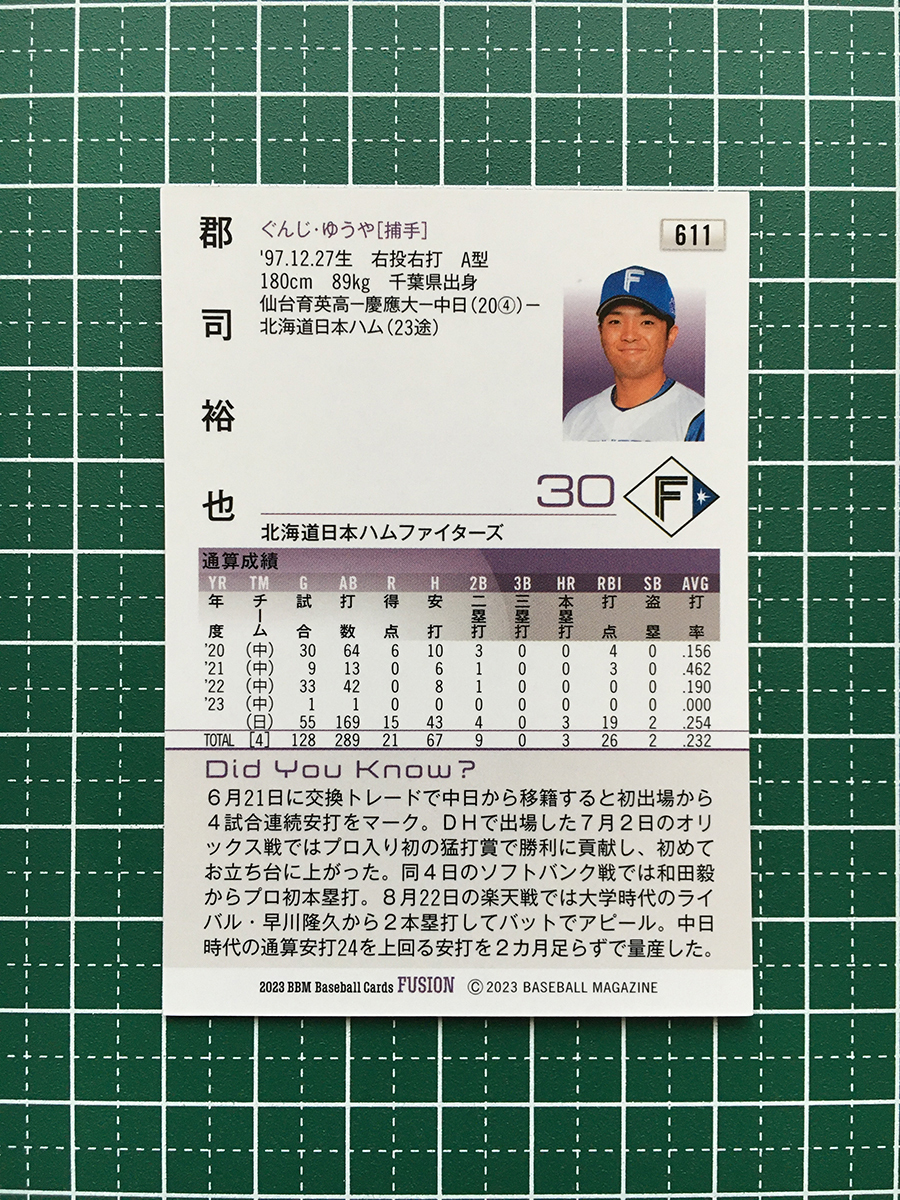 郡司裕也
ぐんじ・ゆうや[捕手]
611
'97.12.27生　右投右打　A型
180cm　89kg　千葉県出身
仙台育英高ー慶應大ー中日(20④)ー
北海道日本ハム(23途)
30
F
北海道日本ハムファイターズ
通算成績
YR TM G AB R H 2B 3B HR RBI SB AVG
年度 チーム 試合 打数 得点 安打 二塁打 三塁打 本塁打 打点 盗塁 打率
'20 (中) 30 64 6 10 3 0 0 4 0 .156
'21 (中) 9 13 0 6 1 0 0 3 0 .462
'22 (中) 33 42 0 8 1 0 0 0 0 .190
'23 (中) 1 1 0 0 0 0 0 0 0 .000
(日) 55 169 15 43 4 0 3 19 2 .254
TOTAL [4] 128 289 21 67 9 0 3 26 2 .232
Did You Know?
６月21日に交換トレードで中日から移籍すると初出場から
４試合連続安打をマーク。ＤＨで出場した７月２日のオリ
ックス戦ではプロ入り初の猛打賞で勝利に貢献し、初めて
お立ち台に上がった。同４日のソフトバンク戦では和田毅
からプロ初本塁打。８月22日の楽天戦では大学時代のライ
バル・早川隆久から２本塁打してバットでアピール。中日
時代の通算安打24を上回る安打を２カ月足らずで量産した。
2023 BBM Baseball Cards FUSION Ⓒ 2023 BASEBALL MAGAZINE